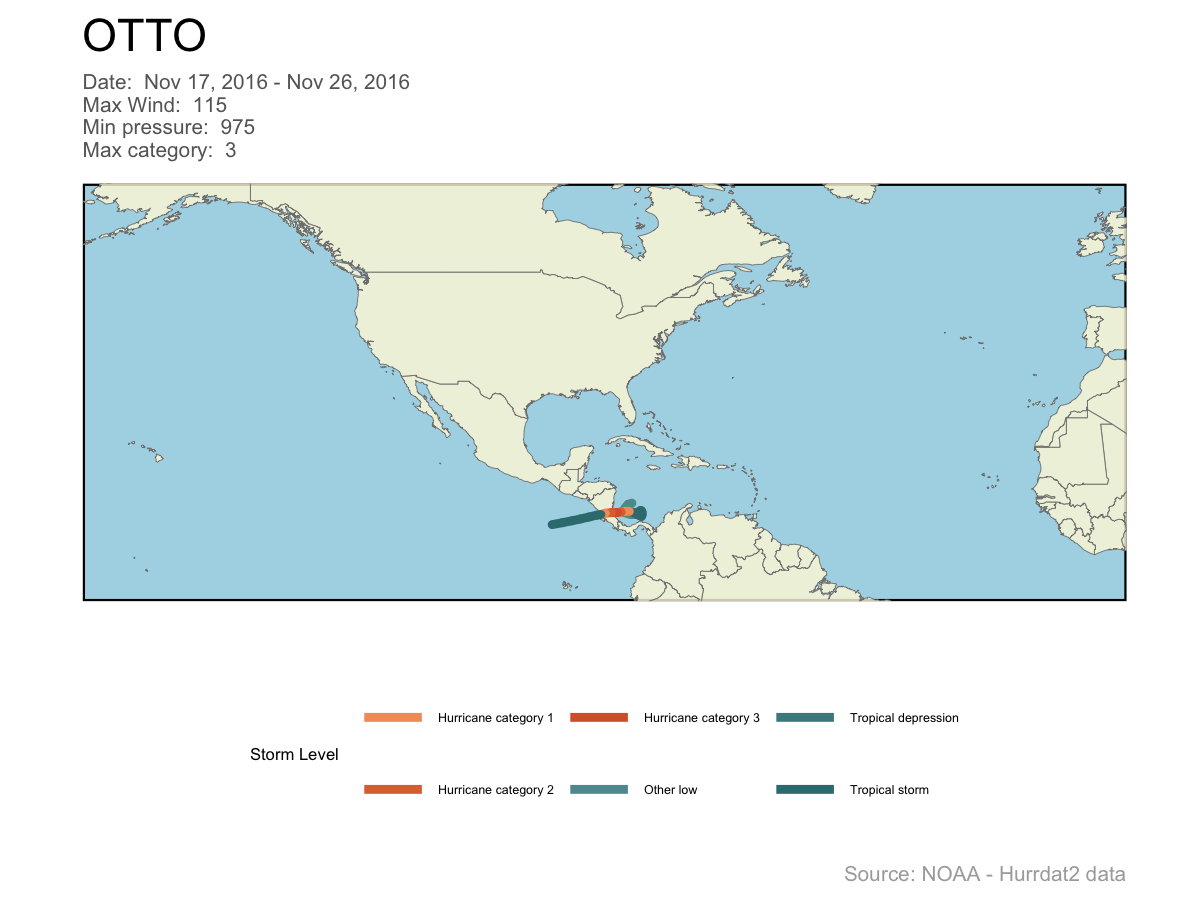 OTTO
Date:  Nov 17, 2016 - Nov 26, 2016
Max Wind:  115
Min pressure:  975
Max category:  3
Storm Level
Hurricane category 1
Hurricane category 3
Tropical depression
Hurricane category 2
Other low
Tropical storm
Source: NOAA - Hurrdat2 data